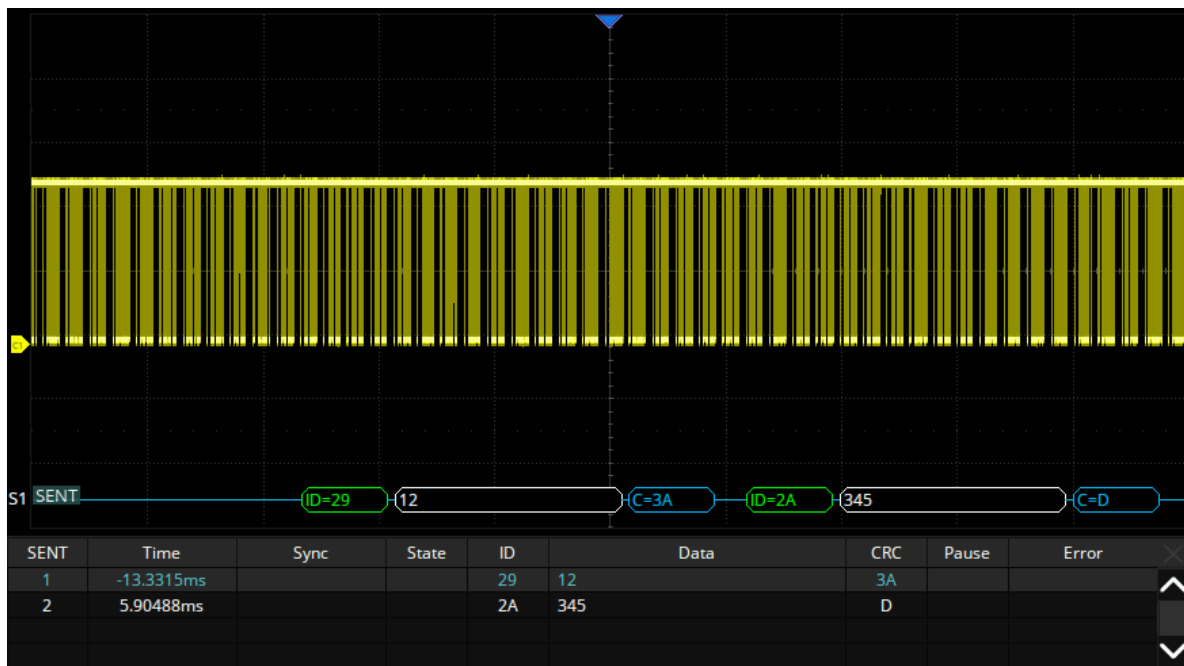 C1
S1 SENT ID=29 12 C=3A ID=2A 345 C=D
SENT Time Sync State ID Data CRC Pause Error
1 -13.3315ms 29 12 3A
2 5.90488ms 2A 345 D